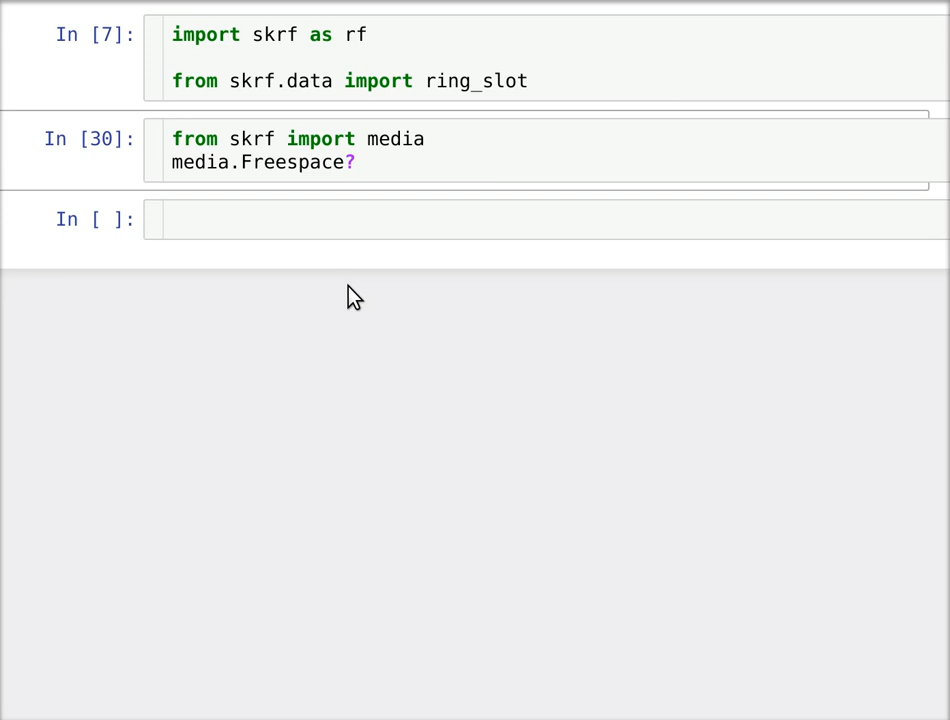 In [7]:
import skrf as rf
from skrf.data import ring_slot
In [30]:
from skrf import media
media.Freespace?
In [ ]: